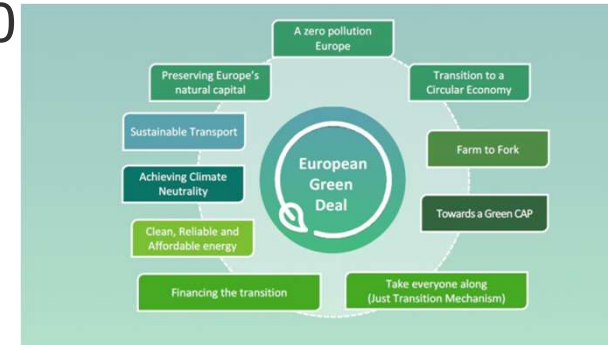 A zero pollution
Europe
Preserving Europe's
natural capital
Transition to a
Circular Economy
Sustainable Transport
Farm to Fork
European
Green
Deal
Achieving Climate
Neutrality
Towards a Green CAP
Clean, Reliable and
Affordable energy
Financing the transition
Take everyone along
(Just Transition Mechanism)